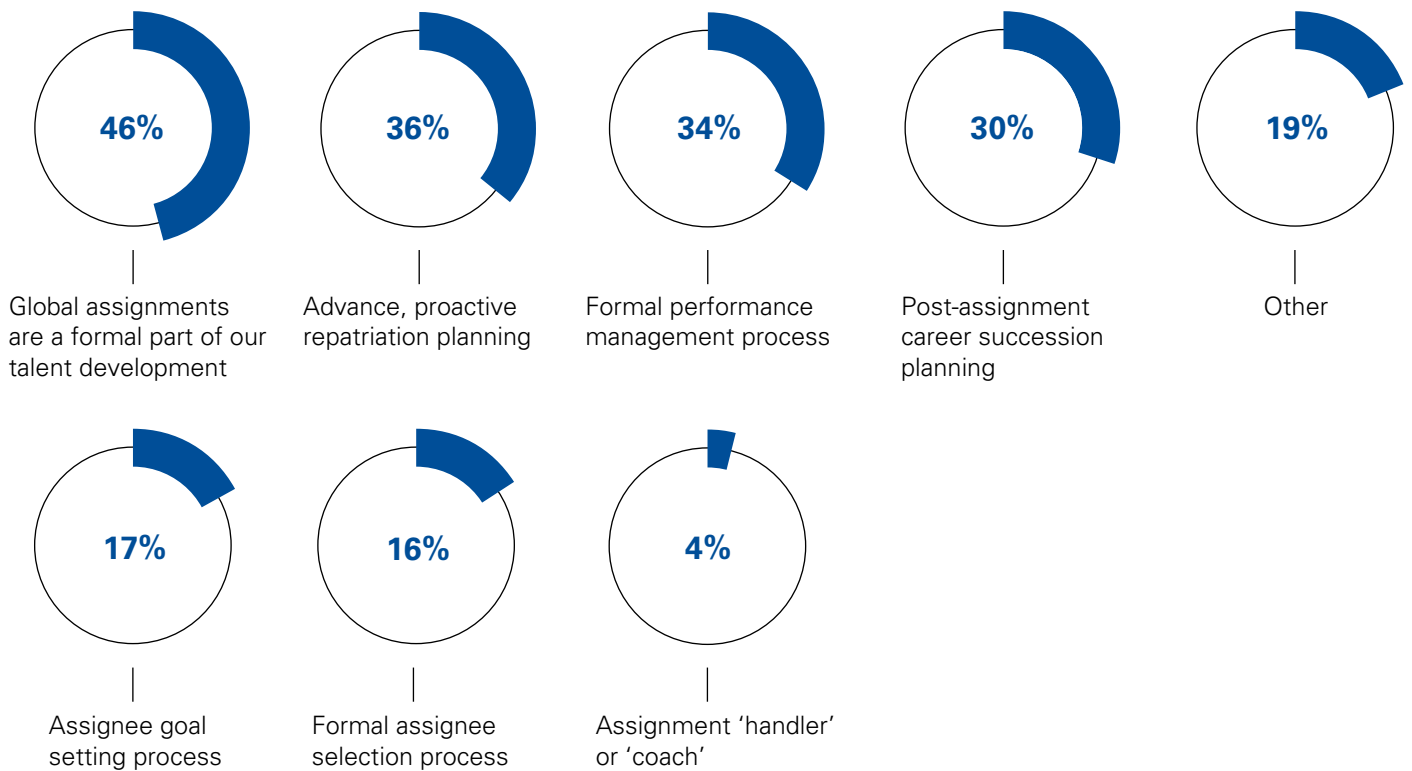 46%
36%
34%
30%
19%
Global assignments
are a formal part of our
talent development
Advance, proactive
repatriation planning
Formal performance
management process
Post-assignment
career succession
planning
Other
17%
16%
4%
Assignee goal
setting process
Formal assignee
selection process
Assignment ‘handler’
or ‘coach’